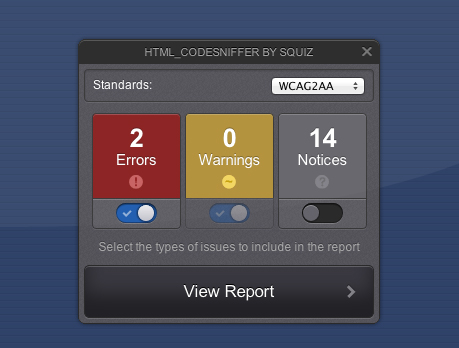 HTML_CODESNIFFER BY SQUIZ
Standards: WCAG2AA
2 0 14
Errors Warnings Notices
Select the types of issues to include in the report
View Report